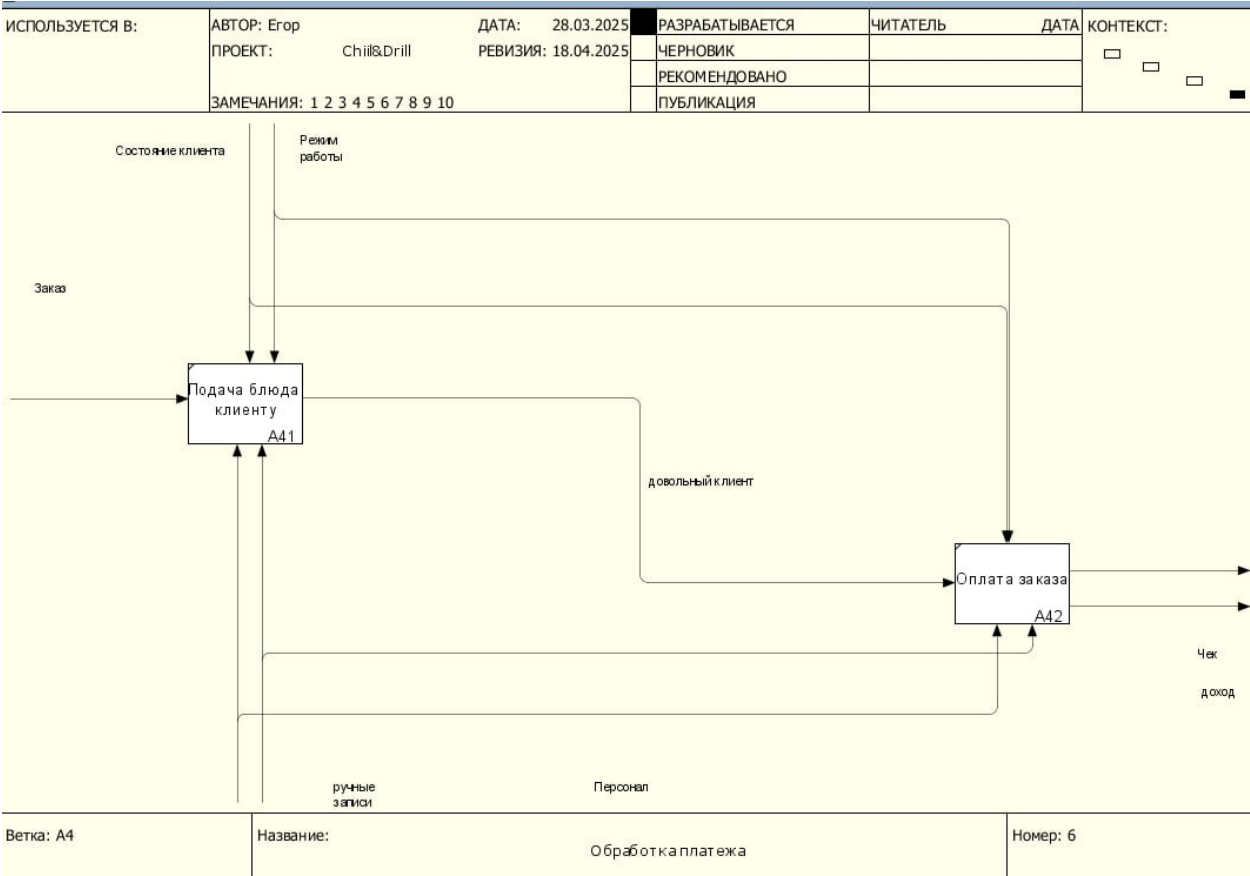 ИСПОЛЬЗУЕТСЯ В:
АВТОР: Егор
ДАТА: 28.03.2025
РАЗРАБАТЫВАЕТСЯ
ЧИТАТЕЛЬ
ДАТА
КОНТЕКСТ:
ПРОЕКТ: Chiil&Drill
РЕВИЗИЯ: 18.04.2025
ЧЕРНОВИК
РЕКОМЕНДОВАНО
ЗАМЕЧАНИЯ: 1 2 3 4 5 6 7 8 9 10
ПУБЛИКАЦИЯ
Состояние клиента
Режим
работы
Заказ
Подача блюда
клиенту
A41
довольный клиент
Оплата заказа
A42
Чек
доход
ручные
записи
Персонал
Ветка: A4
Название:
Обработка платежа
Номер: 6